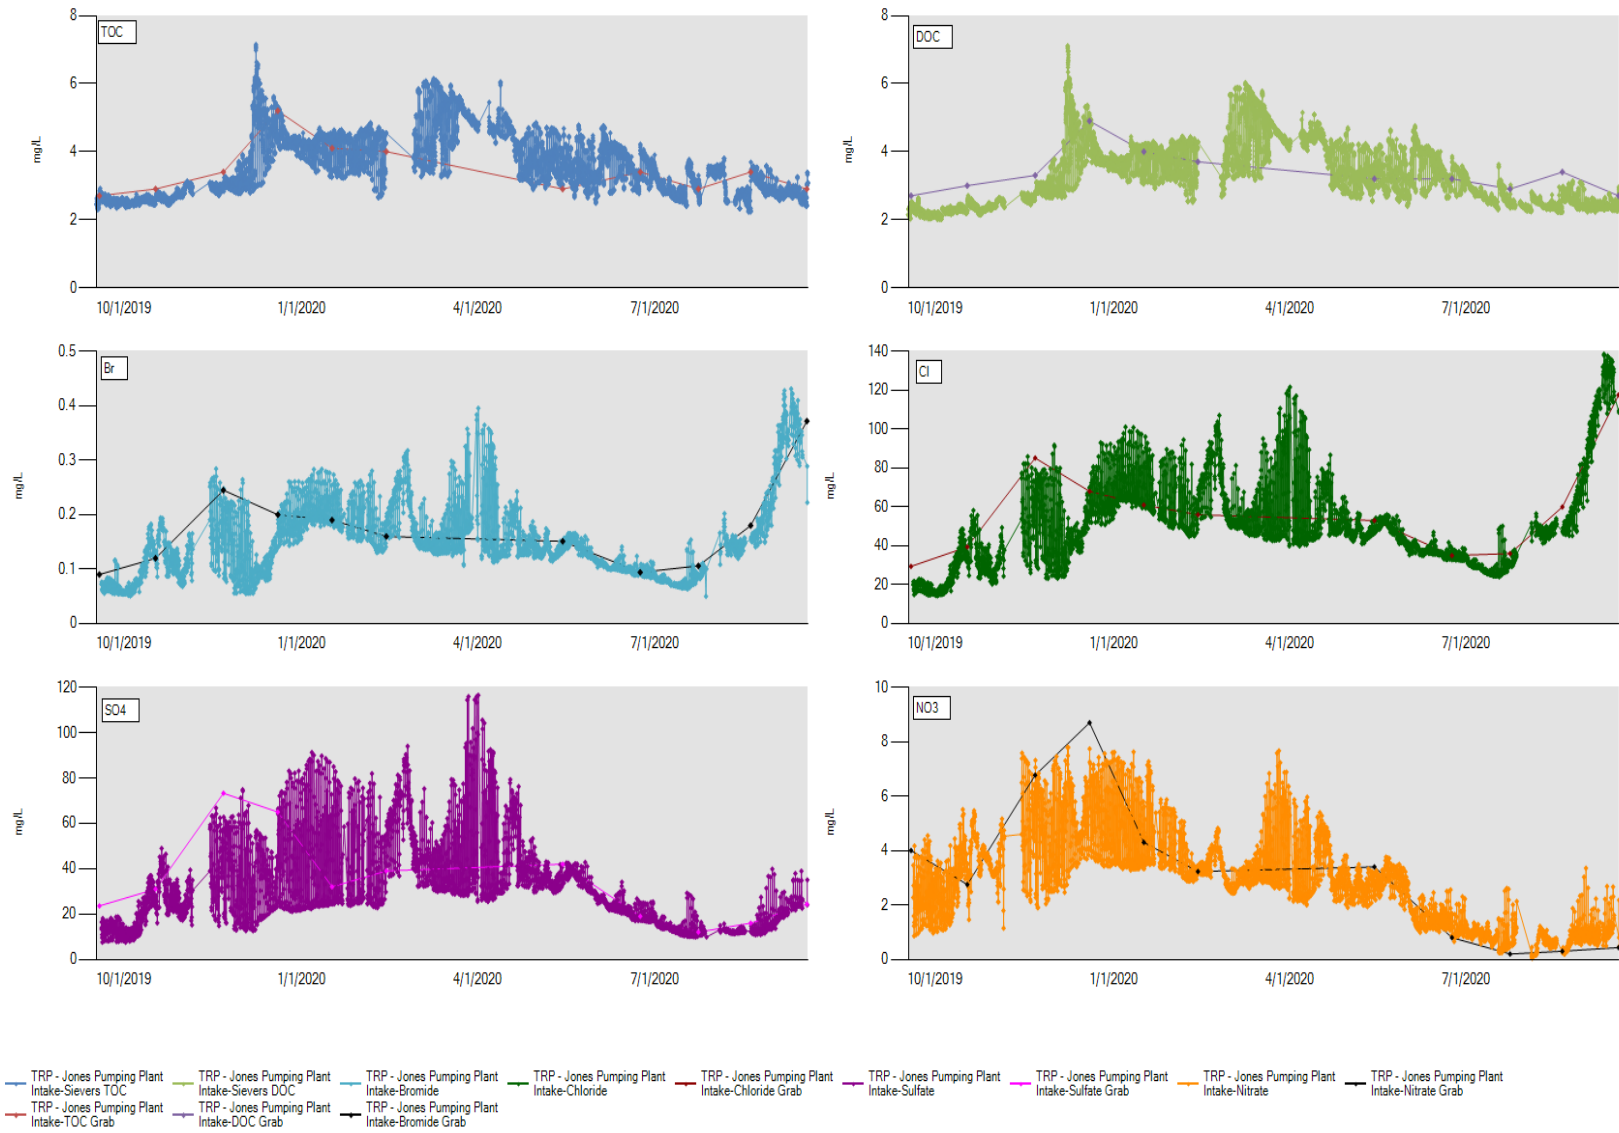 TOC
8
6
4
2
0
mg/L
10/1/2019 1/1/2020 4/1/2020 7/1/2020
DOC
8
6
4
2
0
mg/L
10/1/2019 1/1/2020 4/1/2020 7/1/2020
Br
0.5
0.4
0.3
0.2
0.1
0
mg/L
10/1/2019 1/1/2020 4/1/2020 7/1/2020
Cl
140
120
100
80
60
40
20
0
mg/L
10/1/2019 1/1/2020 4/1/2020 7/1/2020
SO4
120
100
80
60
40
20
0
mg/L
10/1/2019 1/1/2020 4/1/2020 7/1/2020
NO3
10
8
6
4
2
0
mg/L
10/1/2019 1/1/2020 4/1/2020 7/1/2020
TRP - Jones Pumping Plant
Intake-Sievers TOC
TRP - Jones Pumping Plant
Intake-Sievers DOC
TRP - Jones Pumping Plant
Intake-Bromide
TRP - Jones Pumping Plant
Intake-Chloride
TRP - Jones Pumping Plant
Intake-Chloride Grab
TRP - Jones Pumping Plant
Intake-Sulfate
TRP - Jones Pumping Plant
Intake-Sulfate Grab
TRP - Jones Pumping Plant
Intake-Nitrate
TRP - Jones Pumping Plant
Intake-Nitrate Grab
TRP - Jones Pumping Plant
Intake-TOC Grab
TRP - Jones Pumping Plant
Intake-DOC Grab
TRP - Jones Pumping Plant
Intake-Bromide Grab